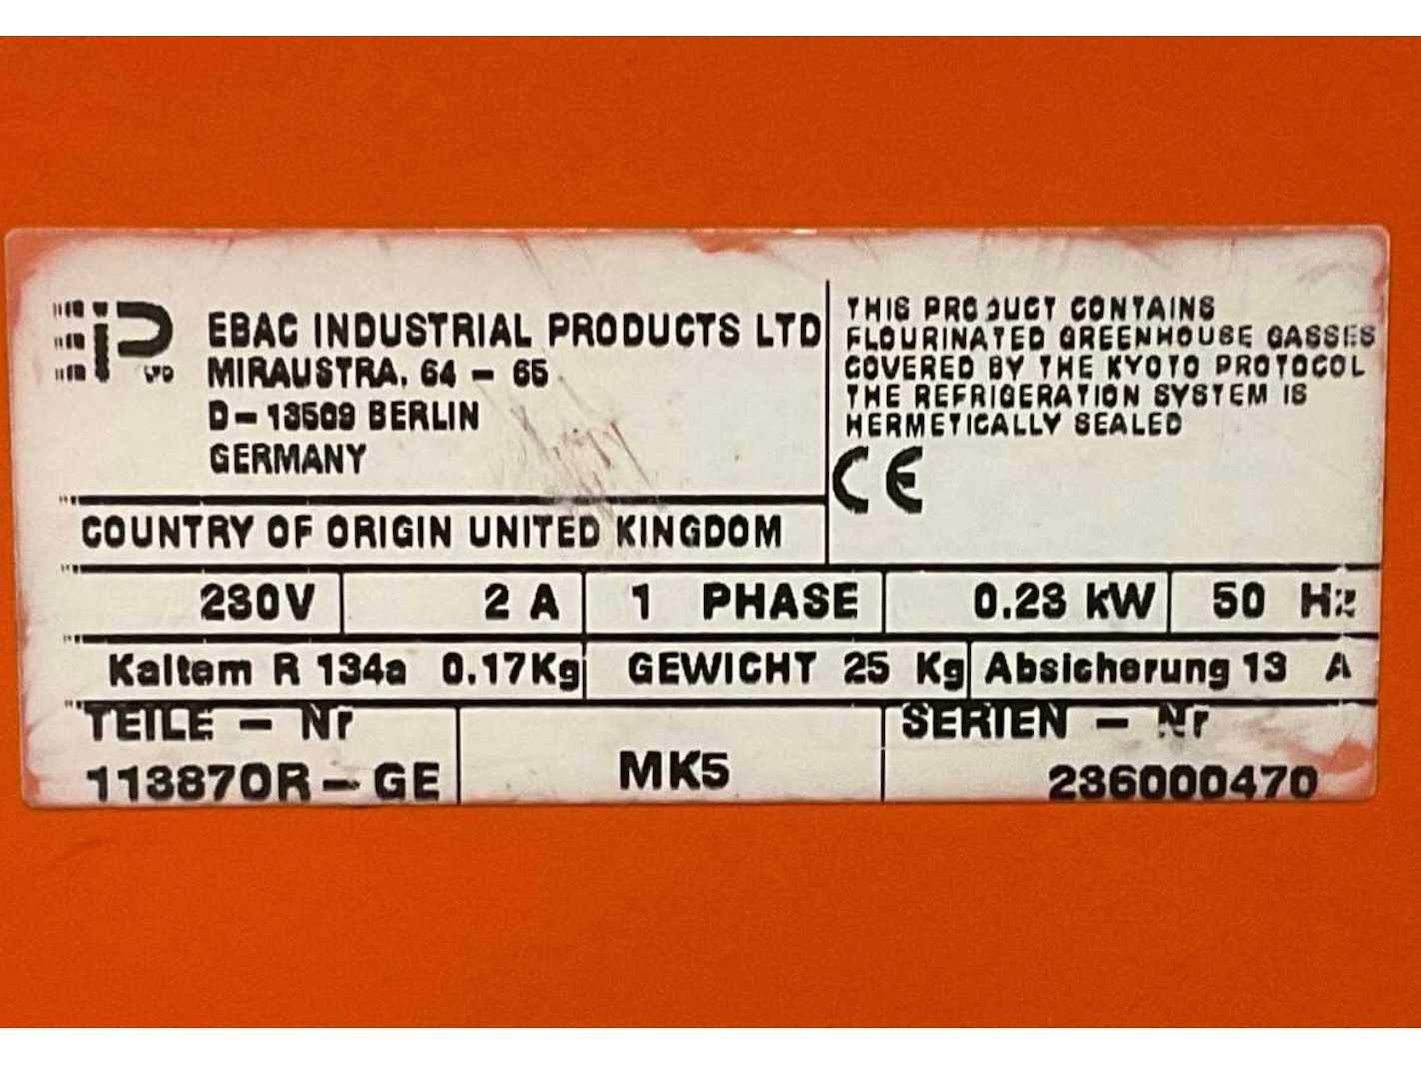 EIP
LTD
EBAC INDUSTRIAL PRODUCTS LTD
MIRAUSTRA. 64 - 65
D - 13509 BERLIN
GERMANY
THIS PRODUCT CONTAINS
FLOURINATED GREENHOUSE GASSES
COVERED BY THE KYOTO PROTOCOL
THE REFRIGERATION SYSTEM IS
HERMETICALLY SEALED
CE
COUNTRY OF ORIGIN UNITED KINGDOM
230V 2 A 1 PHASE 0.23 kW 50 Hz
Kaltem R 134a 0.17Kg GEWICHT 25 Kg Absicherung 13 A
TEILE - Nr
113870R - GE
MK5
SERIEN - Nr
236000470